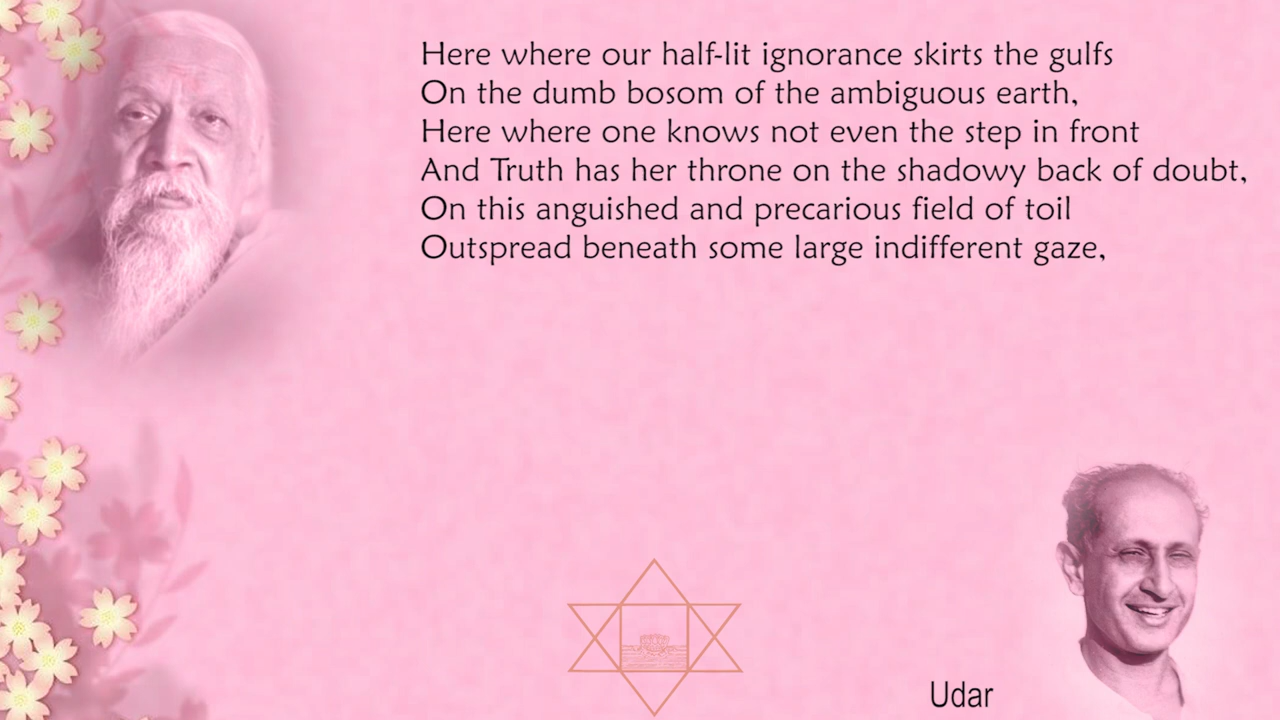 Here where our half-lit ignorance skirts the gulfs
On the dumb bosom of the ambiguous earth,
Here where one knows not even the step in front
And Truth has her throne on the shadowy back of doubt,
On this anguished and precarious field of toil
Outspread beneath some large indifferent gaze,
Udar